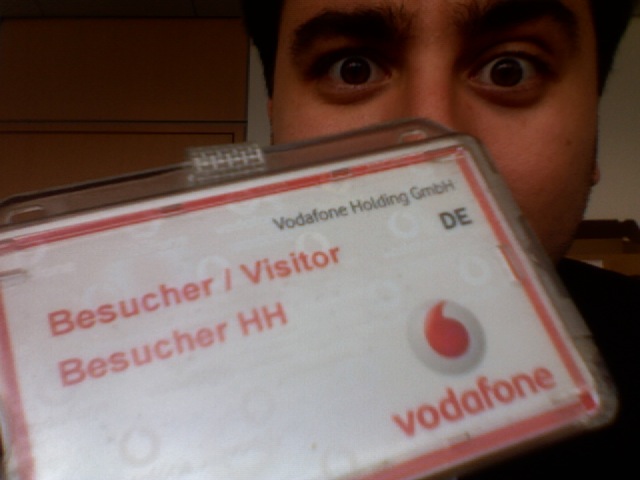 Vodafone Holding GmbH
DE
Besucher / Visitor
Besucher HH
vodafone